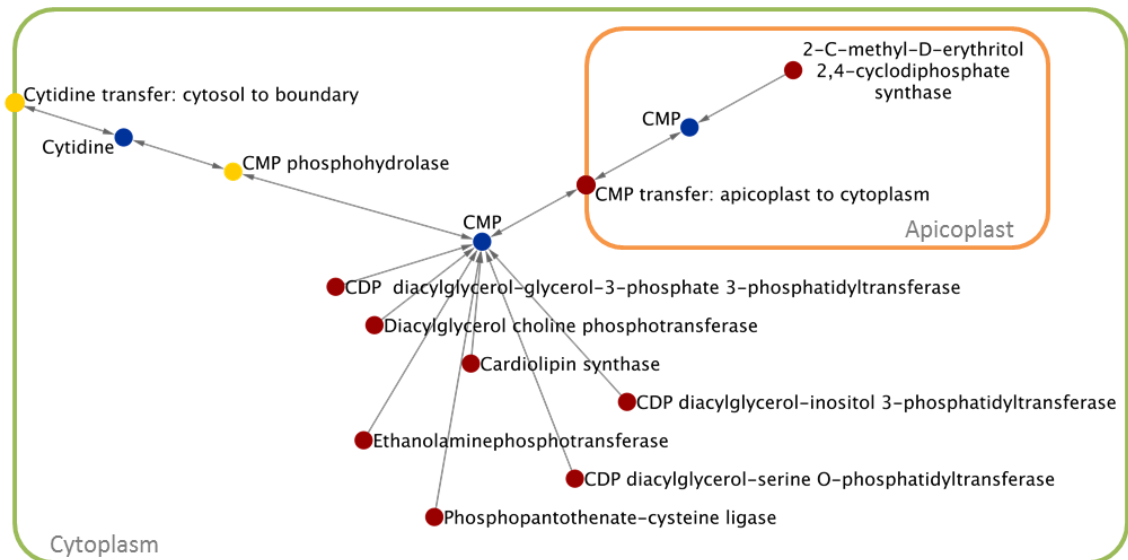 2-C-methyl-D-erythritol
2,4-cyclodiphosphate
synthase
Cytidine transfer: cytosol to boundary
CMP
Cytidine
CMP phosphohydrolase
CMP transfer: apicoplast to cytoplasm
CMP
Apicoplast
CDP diacylglycerol-glycerol-3-phosphate 3-phosphatidyltransferase
Diacylglycerol choline phosphotransferase
Cardiolipin synthase
CDP diacylglycerol-inositol 3-phosphatidyltransferase
Ethanolaminephosphotransferase
CDP diacylglycerol-serine O-phosphatidyltransferase
Phosphopantothenate-cysteine ligase
Cytoplasm